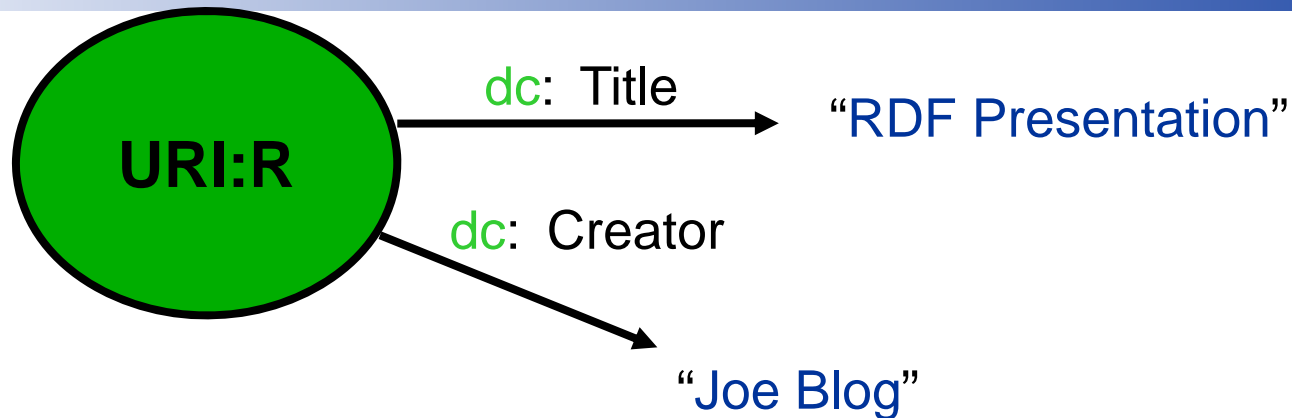 dc: Title
“RDF Presentation”
URI:R
dc: Creator
“Joe Blog”